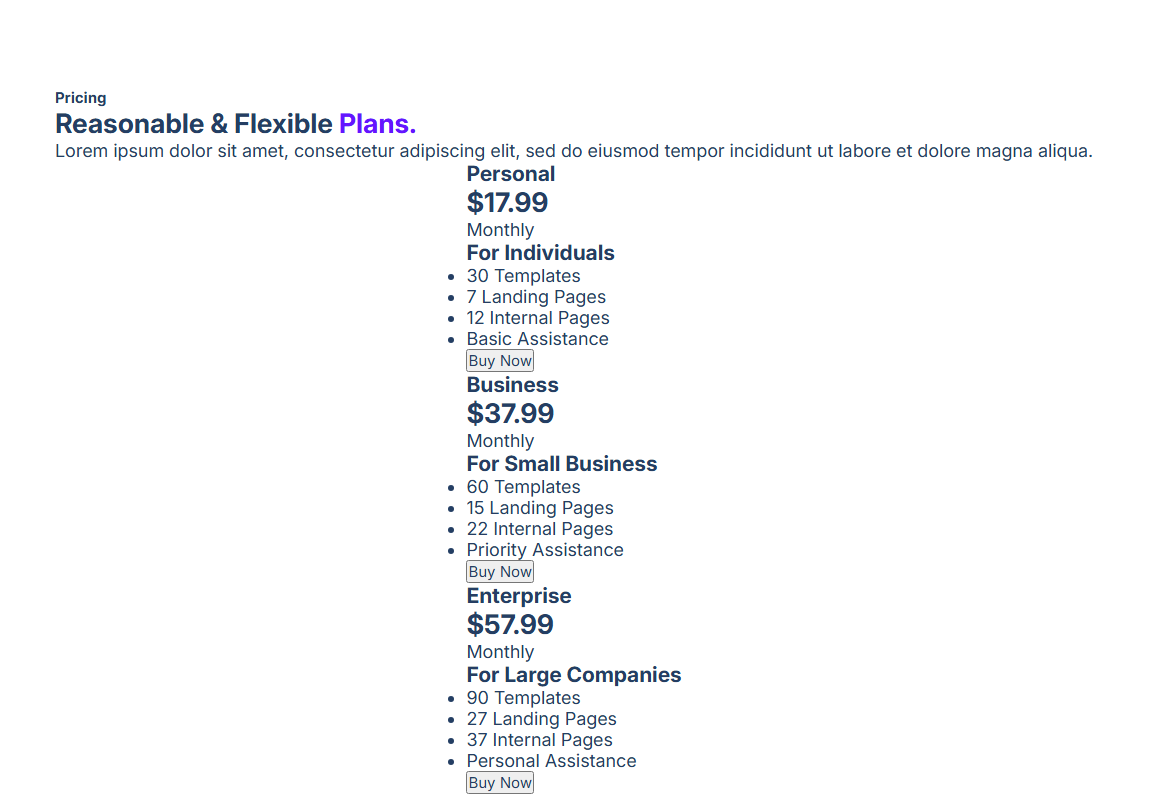 Pricing
Reasonable & Flexible Plans.
Lorem ipsum dolor sit amet, consectetur adipiscing elit, sed do eiusmod tempor incididunt ut labore et dolore magna aliqua.
Personal
$17.99
Monthly
For Individuals
30 Templates
7 Landing Pages
12 Internal Pages
Basic Assistance
Buy Now
Business
$37.99
Monthly
For Small Business
60 Templates
15 Landing Pages
22 Internal Pages
Priority Assistance
Buy Now
Enterprise
$57.99
Monthly
For Large Companies
90 Templates
27 Landing Pages
37 Internal Pages
Personal Assistance
Buy Now